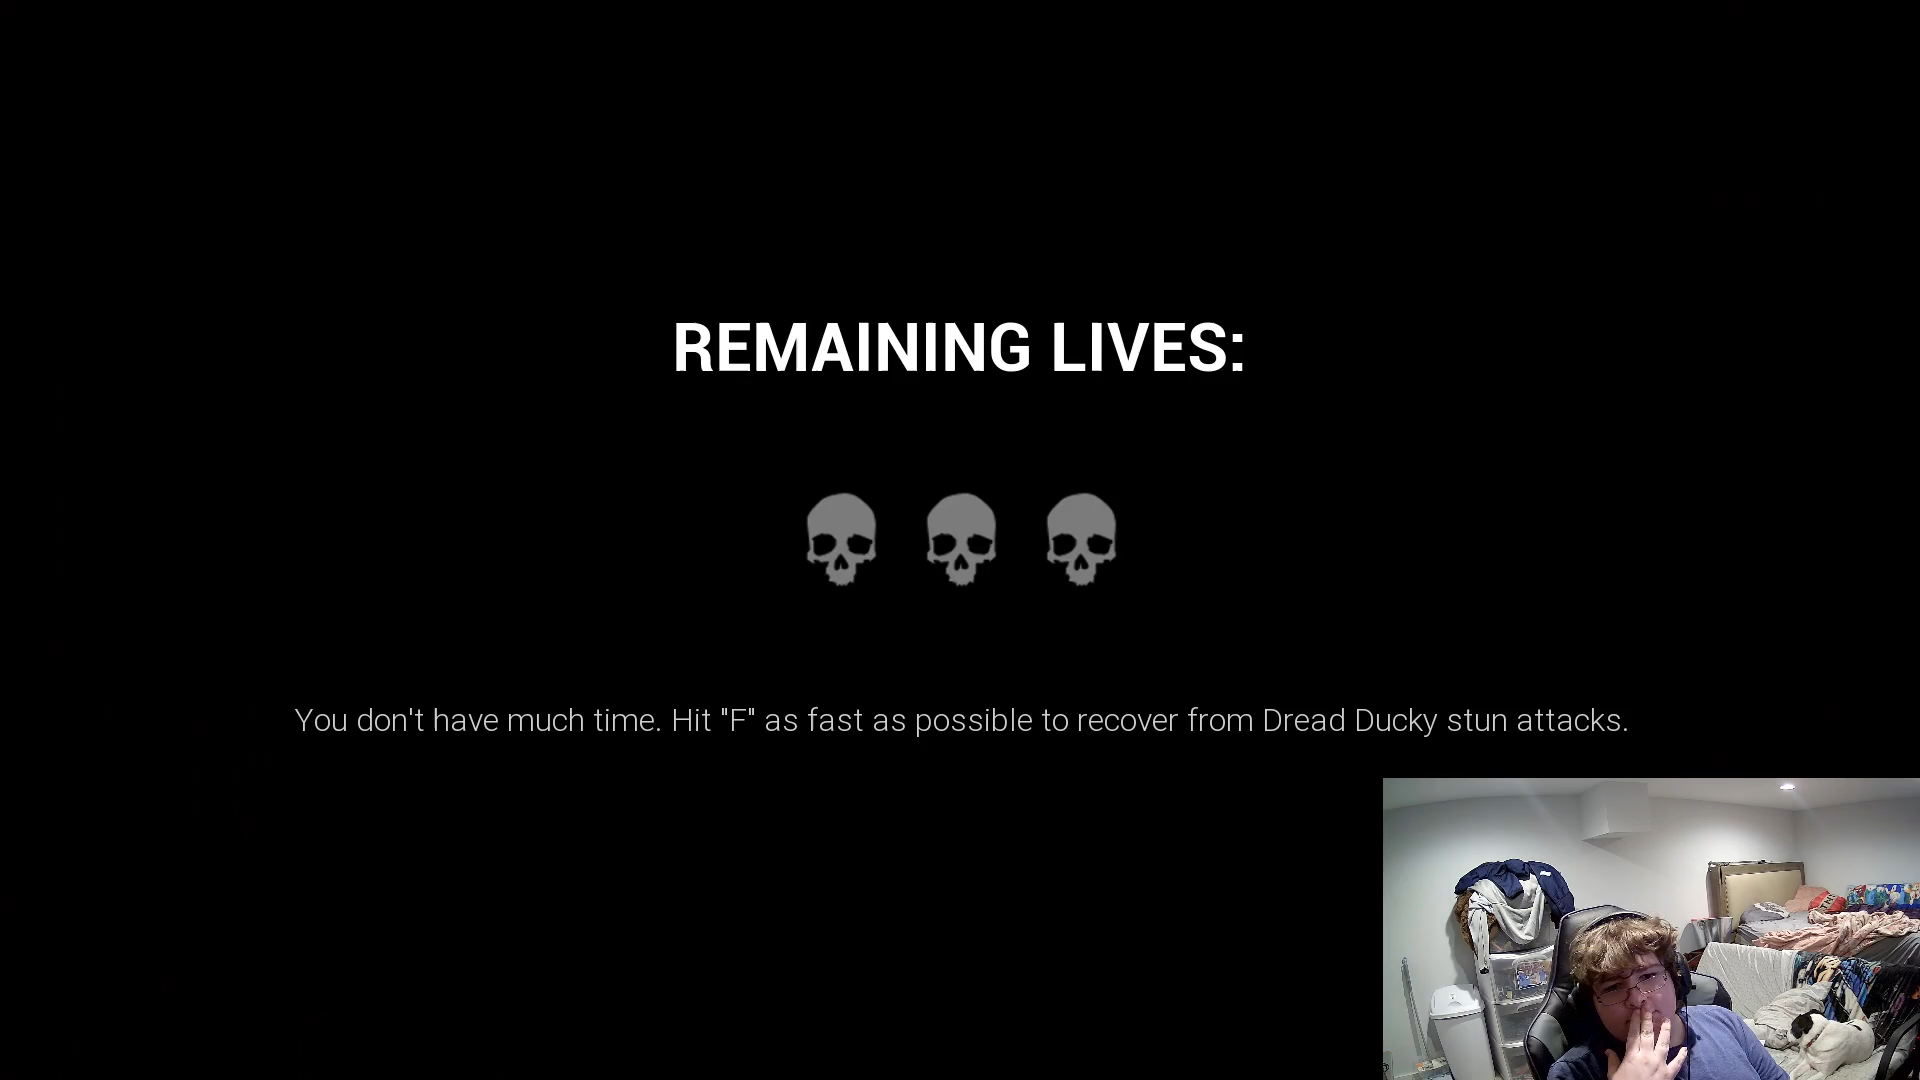 REMAINING LIVES:
You don't have much time. Hit "F" as fast as possible to recover from Dread Ducky stun attacks.